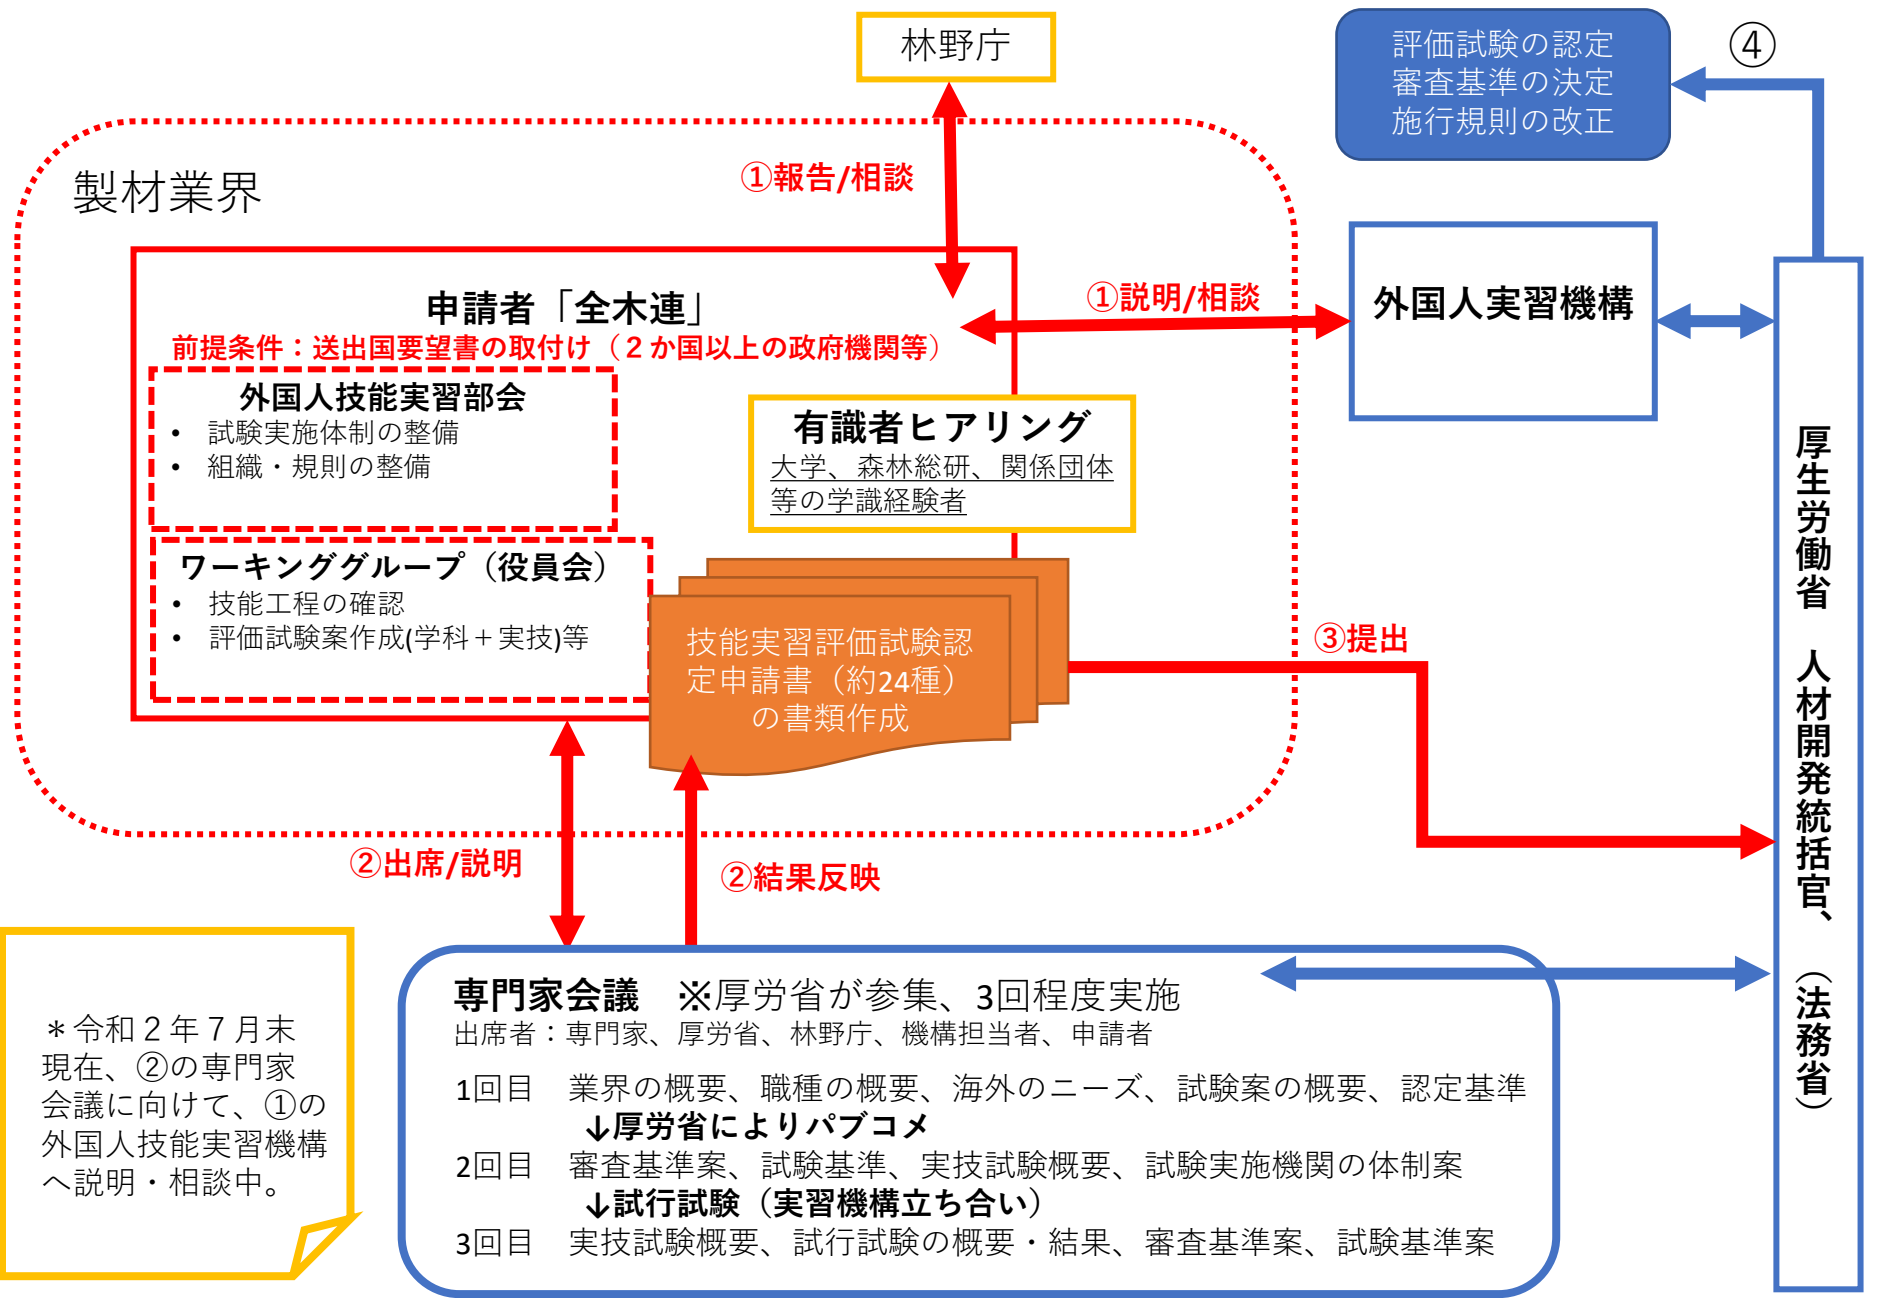 林野庁
評価試験の認定
審査基準の決定
施行規則の改正
④
製材業界
①報告/相談
申請者「全木連」
前提条件：送出国要望書の取付け（２か国以上の政府機関等）
①説明/相談
外国人実習機構
外国人技能実習部会
• 試験実施体制の整備
• 組織・規則の整備
有識者ヒアリング
大学、森林総研、関係団体
等の学識経験者
ワーキンググループ（役員会）
• 技能工程の確認
• 評価試験案作成(学科＋実技)等
技能実習評価試験認
定申請書（約24種）
の書類作成
③提出
厚生労働省　人材開発統括官、（法務省）
②出席/説明
②結果反映
＊令和２年７月末
現在、②の専門家
会議に向けて、①の
外国人技能実習機構
へ説明・相談中。
専門家会議　※厚労省が参集、3回程度実施
出席者：専門家、厚労省、林野庁、機構担当者、申請者
1回目　業界の概要、職種の概要、海外のニーズ、試験案の概要、認定基準
↓厚労省によりパブコメ
2回目　審査基準案、試験基準、実技試験概要、試験実施機関の体制案
↓試行試験（実習機構立ち合い）
3回目　実技試験概要、試行試験の概要・結果、審査基準案、試験基準案